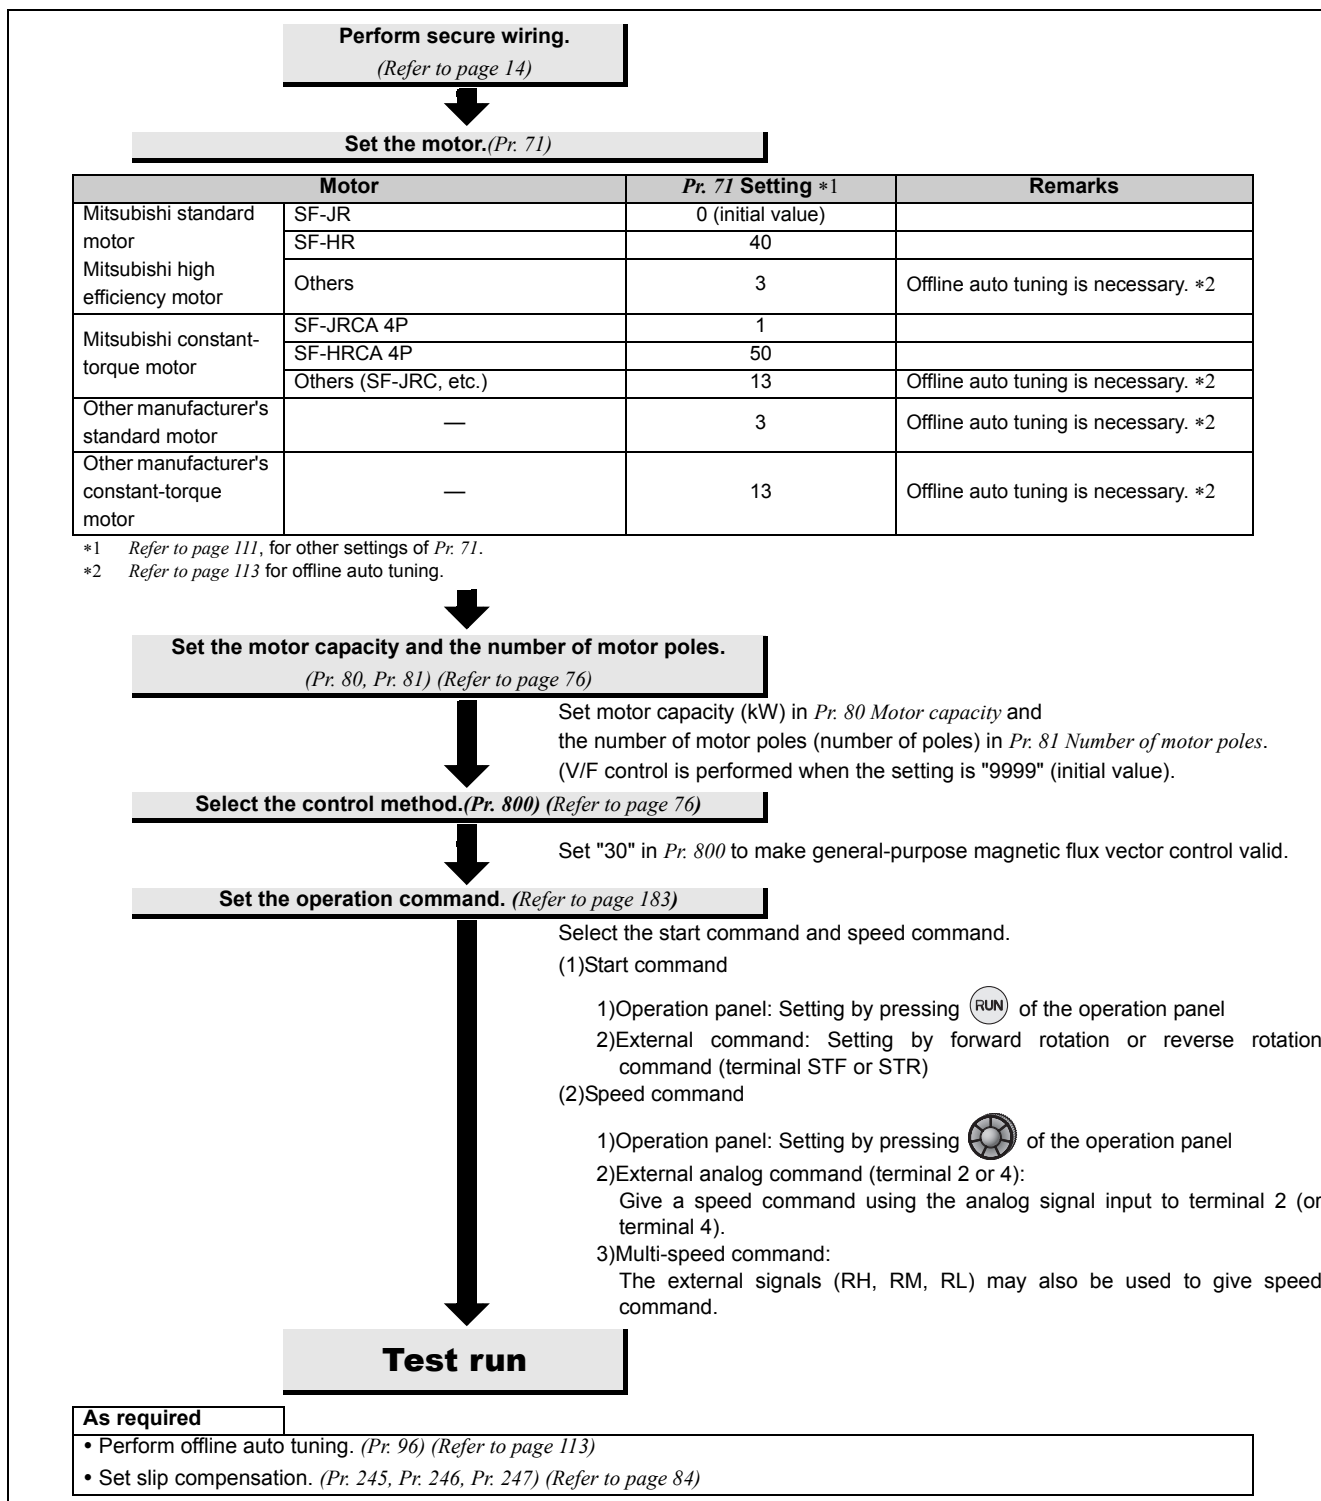 Perform secure wiring.
(Refer to page 14)
Set the motor.(Pr. 71)
Motor Pr. 71 Setting *1 Remarks
Mitsubishi standard motor
Mitsubishi high efficiency motor
SF-JR 0 (initial value)
SF-HR 40
Others 3 Offline auto tuning is necessary. *2
Mitsubishi constant-torque motor
SF-JRCA 4P 1
SF-HRCA 4P 50
Others (SF-JRC, etc.) 13 Offline auto tuning is necessary. *2
Other manufacturer's standard motor — 3 Offline auto tuning is necessary. *2
Other manufacturer's constant-torque motor — 13 Offline auto tuning is necessary. *2
*1 Refer to page 111, for other settings of Pr. 71.
*2 Refer to page 113 for offline auto tuning.
Set the motor capacity and the number of motor poles.
(Pr. 80, Pr. 81) (Refer to page 76)
Set motor capacity (kW) in Pr. 80 Motor capacity and
the number of motor poles (number of poles) in Pr. 81 Number of motor poles.
(V/F control is performed when the setting is "9999" (initial value).
Select the control method.(Pr. 800) (Refer to page 76)
Set "30" in Pr. 800 to make general-purpose magnetic flux vector control valid.
Set the operation command. (Refer to page 183)
Select the start command and speed command.
(1)Start command
1)Operation panel: Setting by pressing RUN of the operation panel
2)External command: Setting by forward rotation or reverse rotation
command (terminal STF or STR)
(2)Speed command
1)Operation panel: Setting by pressing of the operation panel
2)External analog command (terminal 2 or 4):
Give a speed command using the analog signal input to terminal 2 (or
terminal 4).
3)Multi-speed command:
The external signals (RH, RM, RL) may also be used to give speed
command.
Test run
As required
• Perform offline auto tuning. (Pr. 96) (Refer to page 113)
• Set slip compensation. (Pr. 245, Pr. 246, Pr. 247) (Refer to page 84)